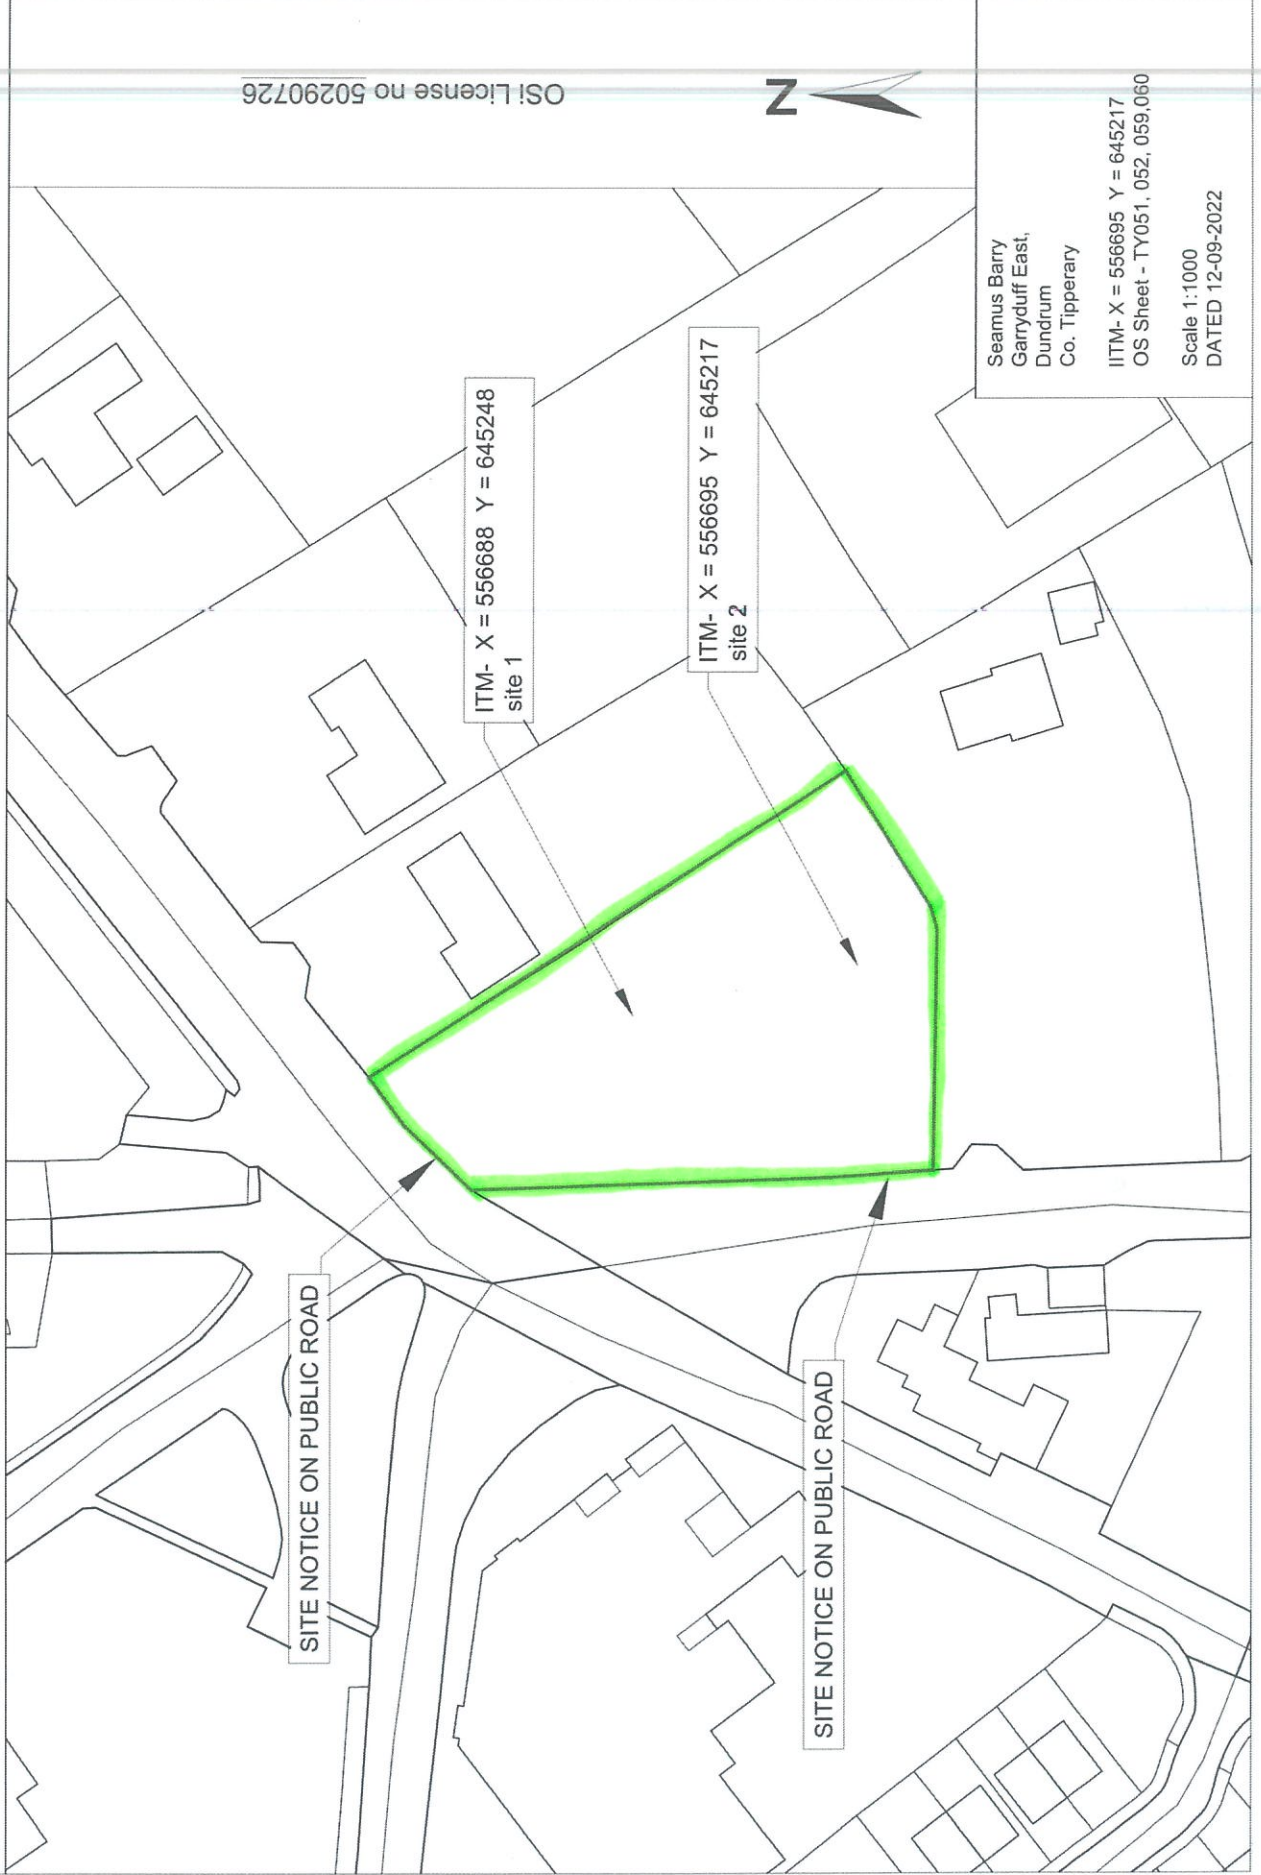 OSi License no 50290726
N
ITM- X = 556688 Y = 645248
site 1
ITM- X = 556695 Y = 645217
site 2
SITE NOTICE ON PUBLIC ROAD
SITE NOTICE ON PUBLIC ROAD
Seamus Barry
Garryduff East,
Dundrum
Co. Tipperary
IITM- X = 556695 Y = 645217
OS Sheet - TY051, 052, 059,060
Scale 1:1000
DATED 12-09-2022